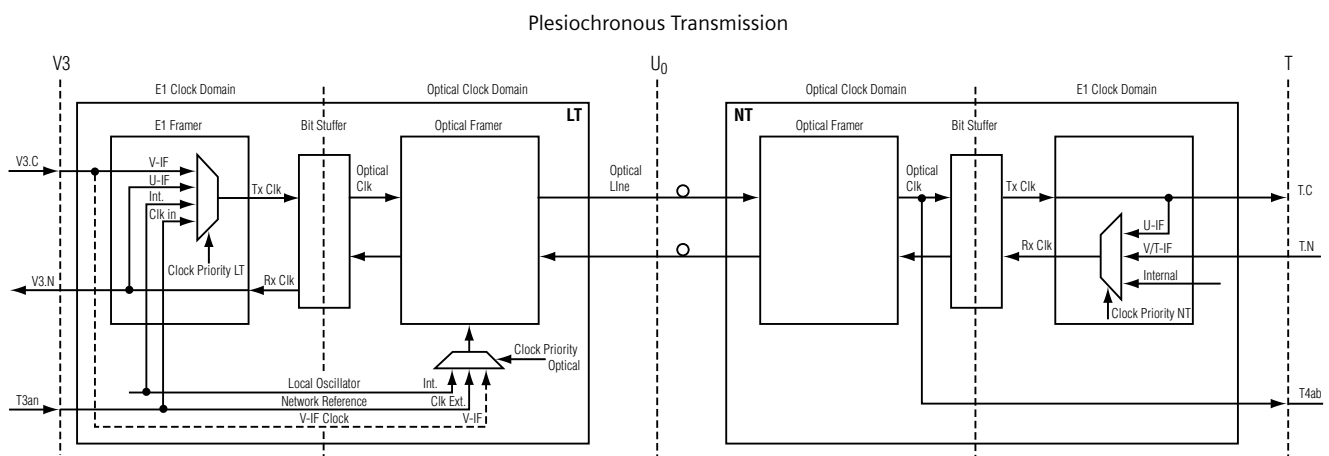 Plesiochronous Transmission
V3
U0
T
E1 Clock Domain
Optical Clock Domain
LT
Optical Clock Domain
E1 Clock Domain
NT
E1 Framer
Bit Stuffer
Optical Framer
Optical Framer
Bit Stuffer
V3.C
V-IF
U-IF
Int.
Clk in
Tx Clk
Optical
Clk
Optical
LIne
Optical
Clk
Tx Clk
T.C
U-IF
V/T-IF
T.N
Rx Clk
Internal
Clock Priority LT
V3.N
Rx Clk
Clock Priority NT
Clock Priority
Optical
Local Oscillator
Int.
T3an
Network Reference
Clk Ext.
V-IF Clock
V-IF
T4ab